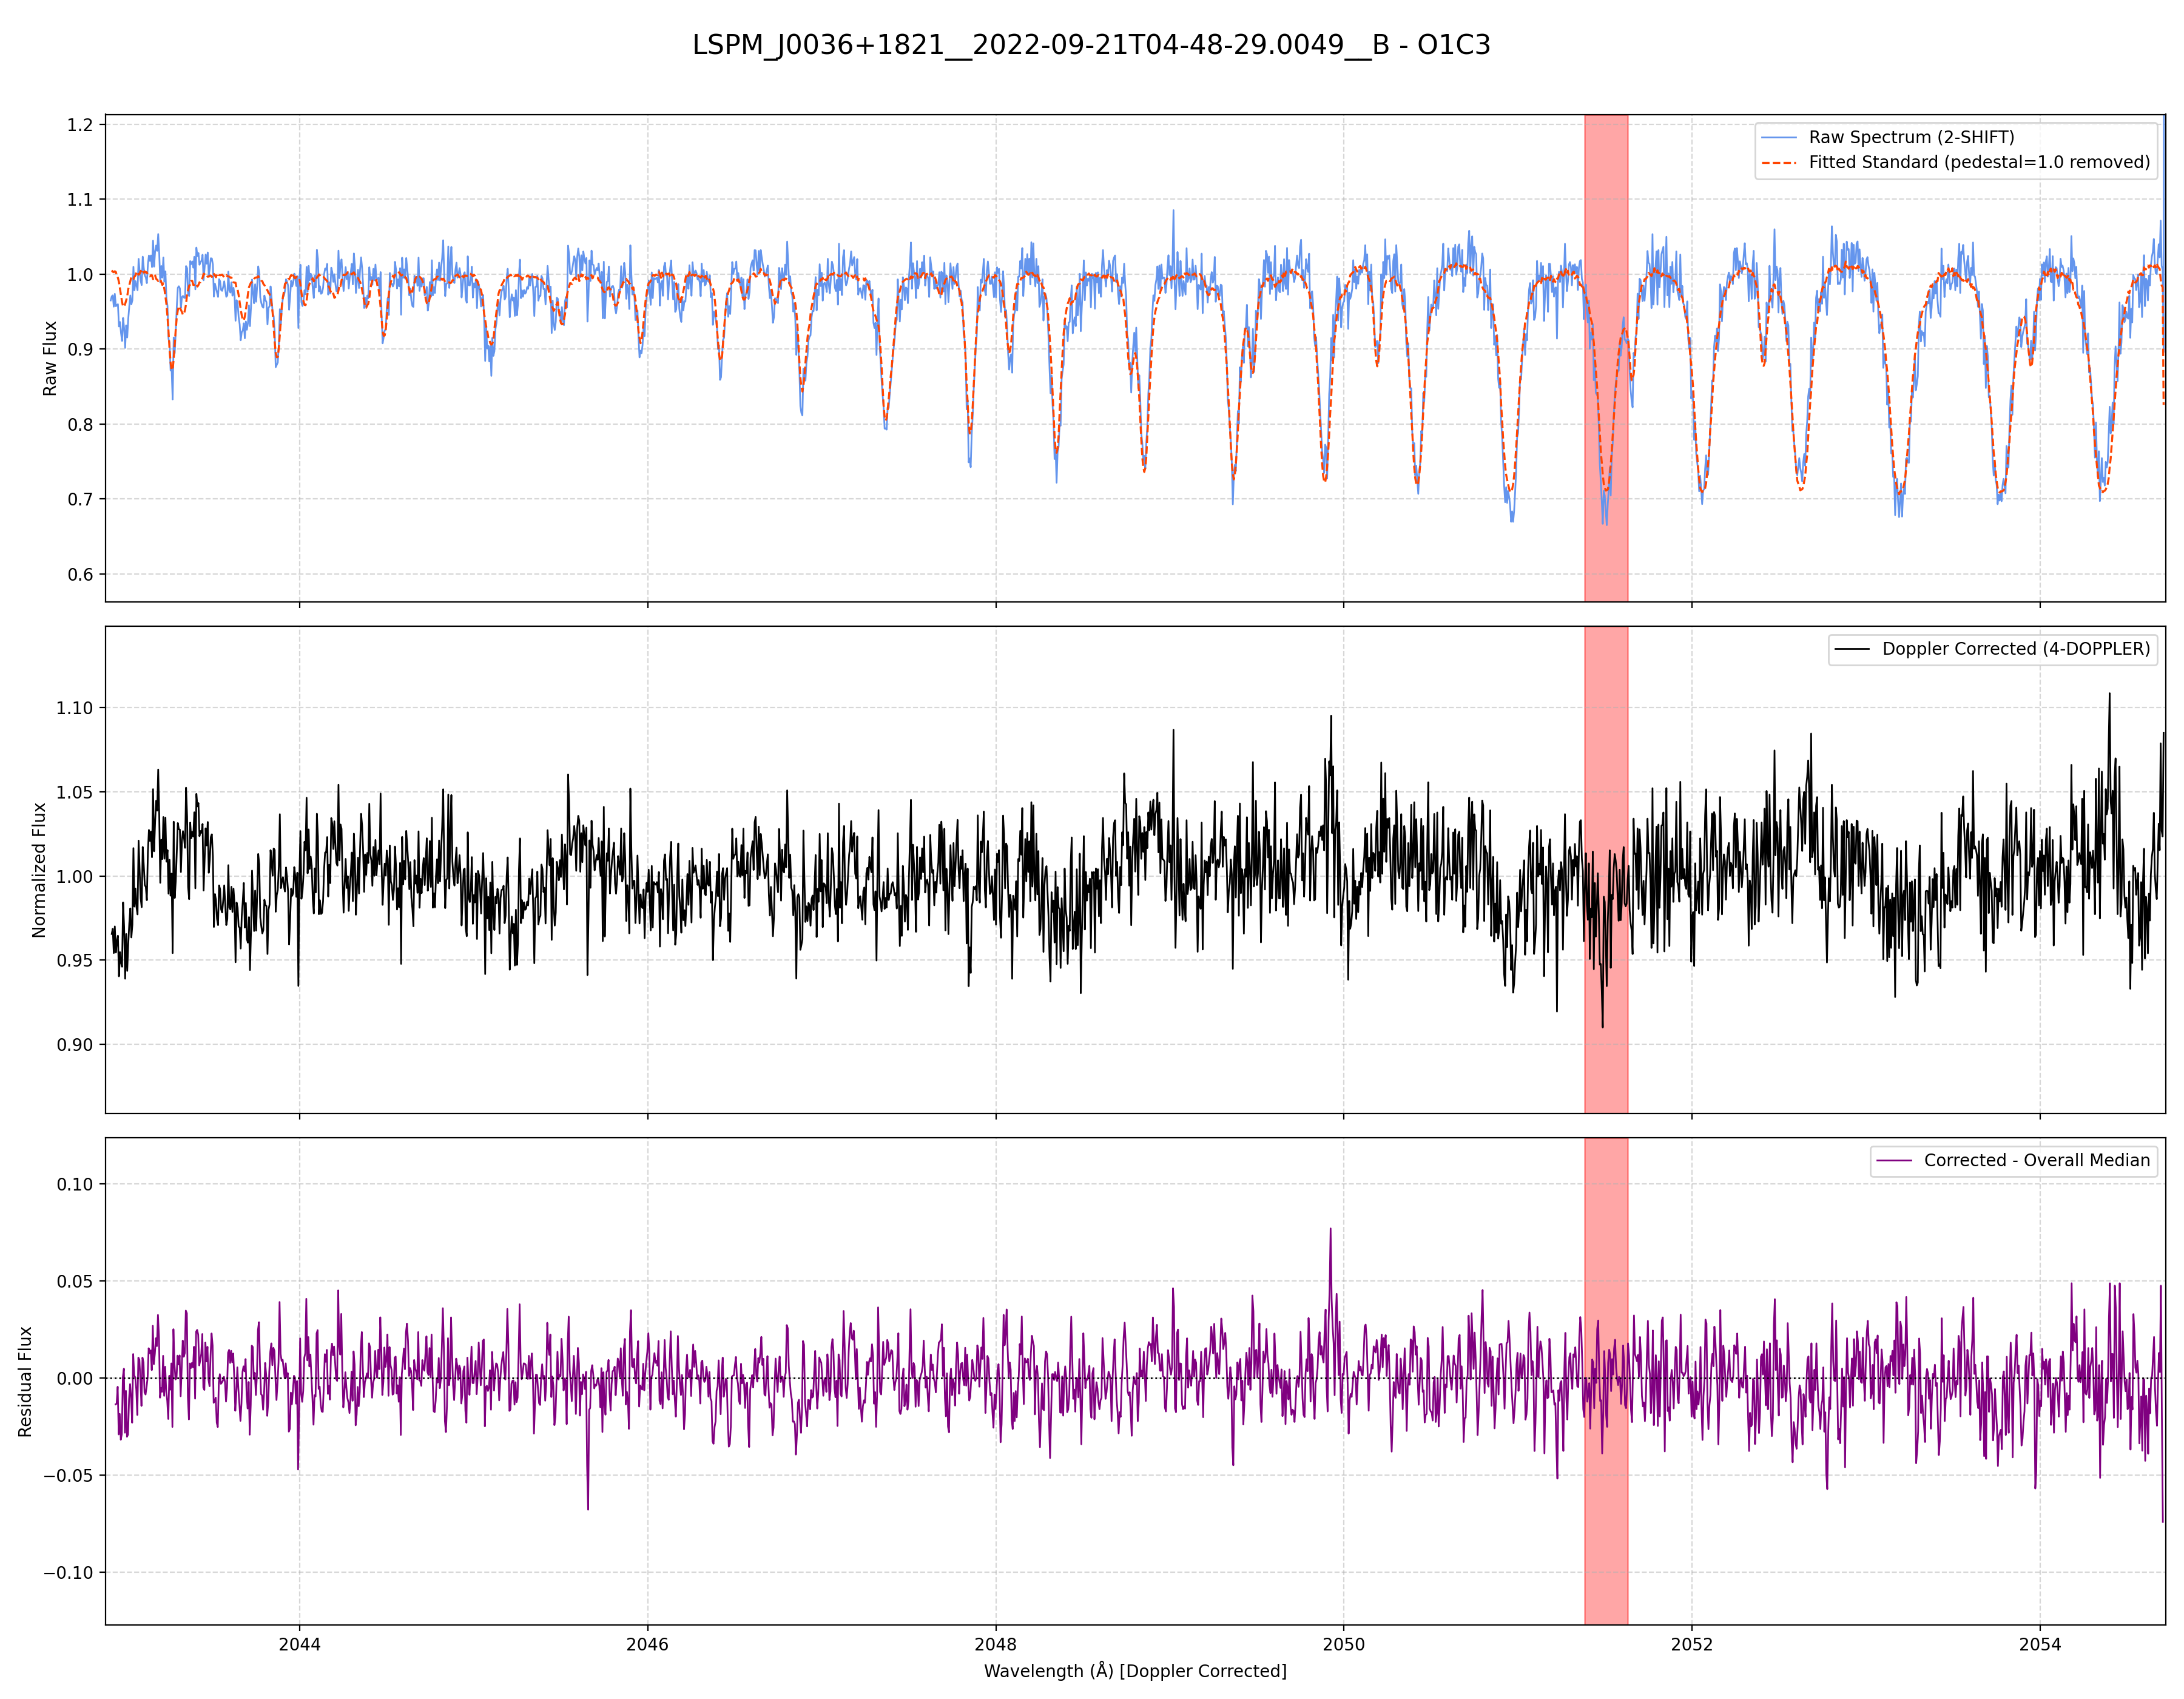 LSPM_J0036+1821__2022-09-21T04-48-29.0049__B - O1C3
1.2
1.1
1.0
0.9
0.8
0.7
0.6
Raw Flux
Raw Spectrum (2-SHIFT)
Fitted Standard (pedestal=1.0 removed)
1.10
1.05
1.00
0.95
0.90
Normalized Flux
Doppler Corrected (4-DOPPLER)
0.10
0.05
0.00
−0.05
−0.10
Residual Flux
Corrected - Overall Median
2044
2046
2048
2050
2052
2054
Wavelength (Å) [Doppler Corrected]